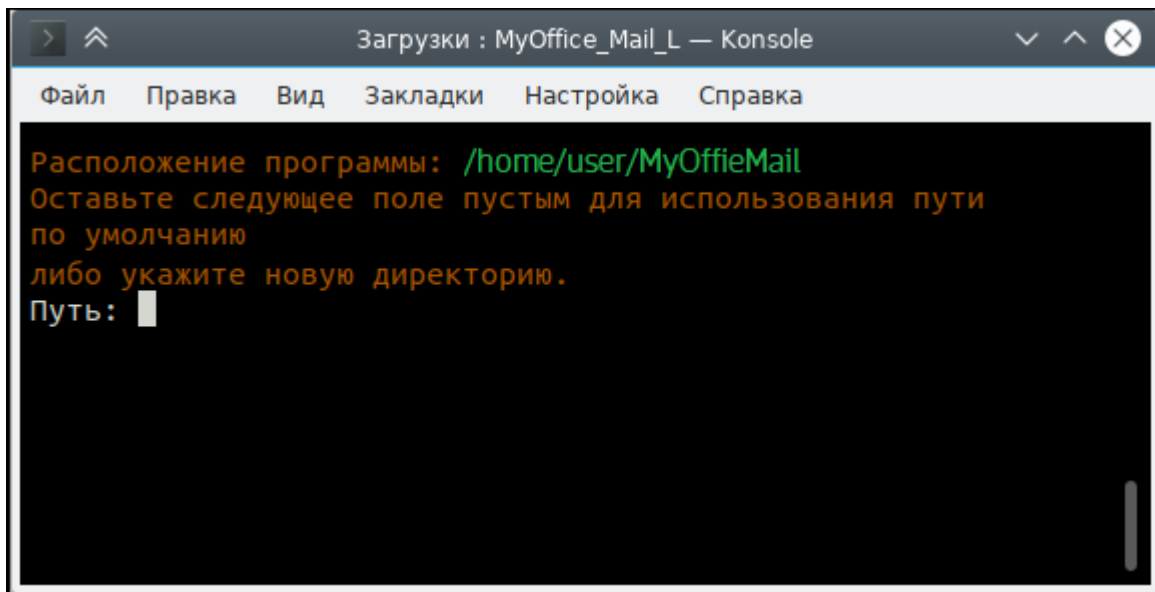 Загрузки : MyOffice_Mail_L — Konsole
Файл Правка Вид Закладки Настройка Справка
Расположение программы: /home/user/MyOffieMail
Оставьте следующее поле пустым для использования пути
по умолчанию
либо укажите новую директорию.
Путь: